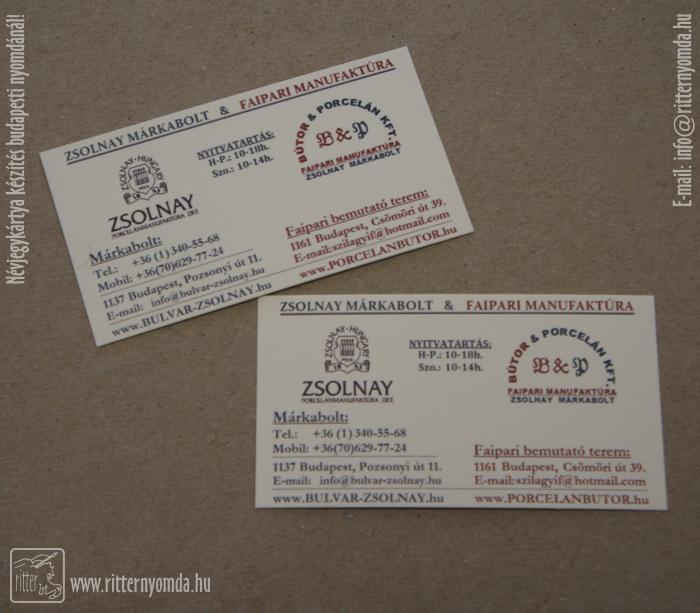 Névjegykártya készítés budapesti nyomdánál!
E-mail: info@ritternyomda.hu
ZSOLNAY MÁRKABOLT & FAIPARI MANUFAKTÚRA
ZSOLNAY-HUNGARY
1853
PÉCS
ZSOLNAY
PORCELÁNMANUFAKTÚRA ZRT.
NYITVATARTÁS:
H-P.: 10-18h.
Szo.: 10-14h.
BÚTOR & PORCELÁN KFT.
B & P
FAIPARI MANUFAKTÚRA
ZSOLNAY MÁRKABOLT
Márkabolt:
Tel.: +36 (1) 340-55-68
Mobil: +36(70)629-77-24
1137 Budapest, Pozsonyi út 11.
E-mail: info@bulvar-zsolnay.hu
www.BULVAR-ZSOLNAY.hu
Faipari bemutató terem:
1161 Budapest, Csömöri út 39.
E-mail:szilagyif@hotmail.com
www.PORCELANBUTOR.hu
ZSOLNAY MÁRKABOLT & FAIPARI MANUFAKTÚRA
ZSOLNAY-HUNGARY
1853
PÉCS
ZSOLNAY
PORCELÁNMANUFAKTÚRA ZRT.
NYITVATARTÁS:
H-P.: 10-18h.
Szo.: 10-14h.
BÚTOR & PORCELÁN KFT.
B & P
FAIPARI MANUFAKTÚRA
ZSOLNAY MÁRKABOLT
Márkabolt:
Tel.: +36 (1) 340-55-68
Mobil: +36(70)629-77-24
1137 Budapest, Pozsonyi út 11.
E-mail: info@bulvar-zsolnay.hu
www.BULVAR-ZSOLNAY.hu
Faipari bemutató terem:
1161 Budapest, Csömöri út 39.
E-mail:szilagyif@hotmail.com
www.PORCELANBUTOR.hu
ritter Zrt.
www.ritternyomda.hu